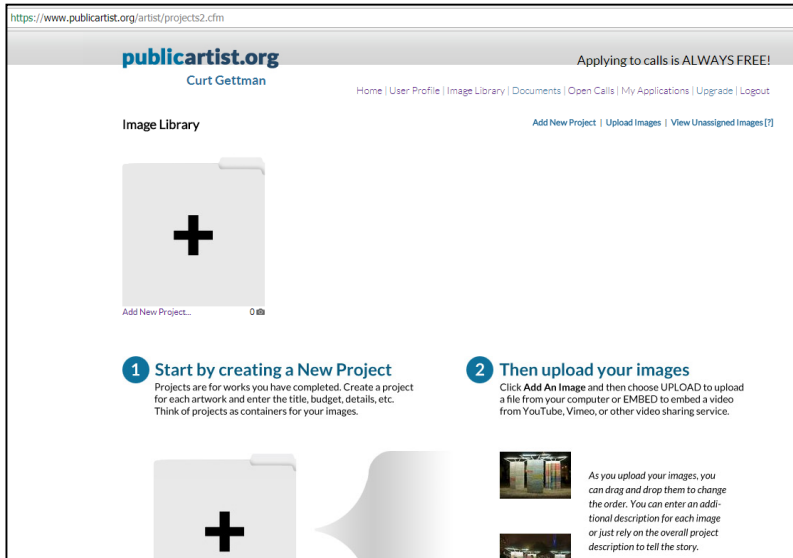 https://www.publicartist.org/artist/projects2.cfm
publicartist.org
Curt Gettman
Applying to calls is ALWAYS FREE!
Home | User Profile | Image Library | Documents | Open Calls | My Applications | Upgrade | Logout
Image Library
Add New Project | Upload Images | View Unassigned Images [?]
Add New Project... 0
1 Start by creating a New Project
Projects are for works you have completed. Create a project
for each artwork and enter the title, budget, details, etc.
Think of projects as containers for your images.
2 Then upload your images
Click Add An Image and then choose UPLOAD to upload
a file from your computer or EMBED to embed a video
from YouTube, Vimeo, or other video sharing service.
As you upload your images, you
can drag and drop them to change
the order. You can enter an addi-
tional description for each image
or just rely on the overall project
description to tell the story.